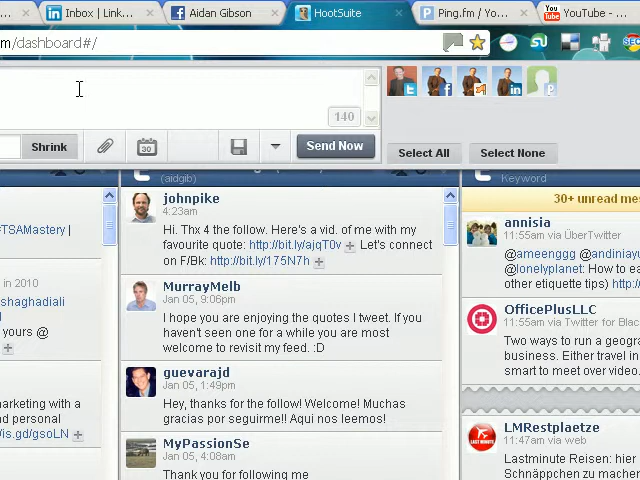 Inbox | Link...
Aidan Gibson
HootSuite
Ping.fm / Yo...
YouTube -
m/dashboard#/
140
Shrink
30
Send Now
Select All
Select None
(aidgib)
Keyword
#TSAMastery |
in 2010
shaghadiali
yours @
marketing with a
nd personal
/is.gd/gsoLN
johnpike
4:23am
Hi. Thx 4 the follow. Here's a vid. of me with my
favourite quote: http://bit.ly/ajqT0v Let's connect
on F/Bk: http://bit.ly/175N7h
MurrayMelb
Jan 05, 9:06pm
I hope you are enjoying the quotes I tweet. If you
haven't seen one for a while you are most
welcome to revisit my feed. :D
guevarajd
Jan 05, 1:49pm
Hey, thanks for the follow! Welcome! Muchas
gracias por seguirme!! Aqui nos leemos!
MyPassionSe
Jan 05, 4:08am
Thank you for following me
30+ unread me
annisia
11:55am via ÜberTwitter
@ameenggg @andiniayu
@lonelyplanet: How to ea
other etiquette tips) http:/
OfficePlusLLC
11:55am via Twitter for Blac
Two ways to run a geogra
business. Either travel in
smart to meet over video.
LMRestplaetze
11:47am via web
Lastminute Reisen: hier
Schnäppchen zu machen